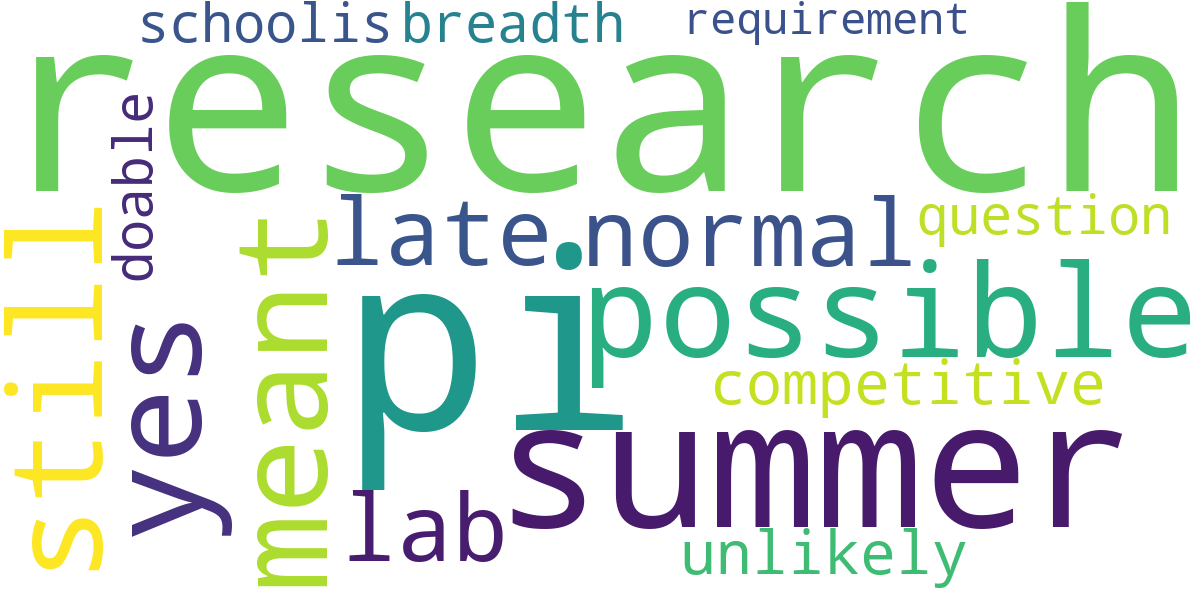 schoolis breadth requirement
research
doable
late normal question
still
yes
meant
pi
possible
competitive
summer
lab
unlikely